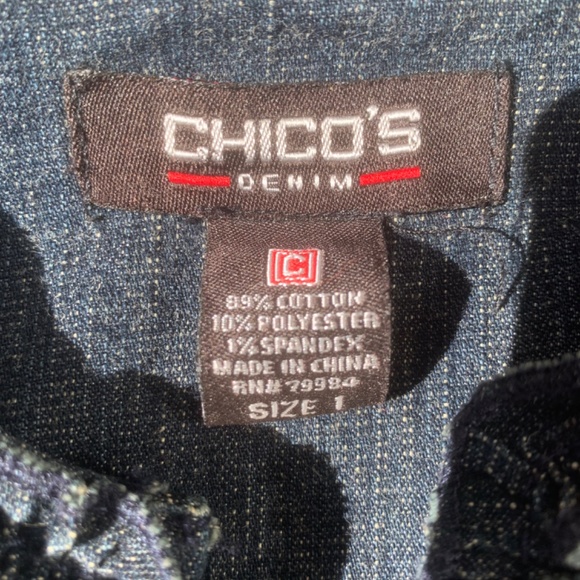 CHICO'S
DENIM
C
89% COTTON
10% POLYESTER
1% SPANDEX
MADE IN CHINA
RN# 79984
SIZE 1